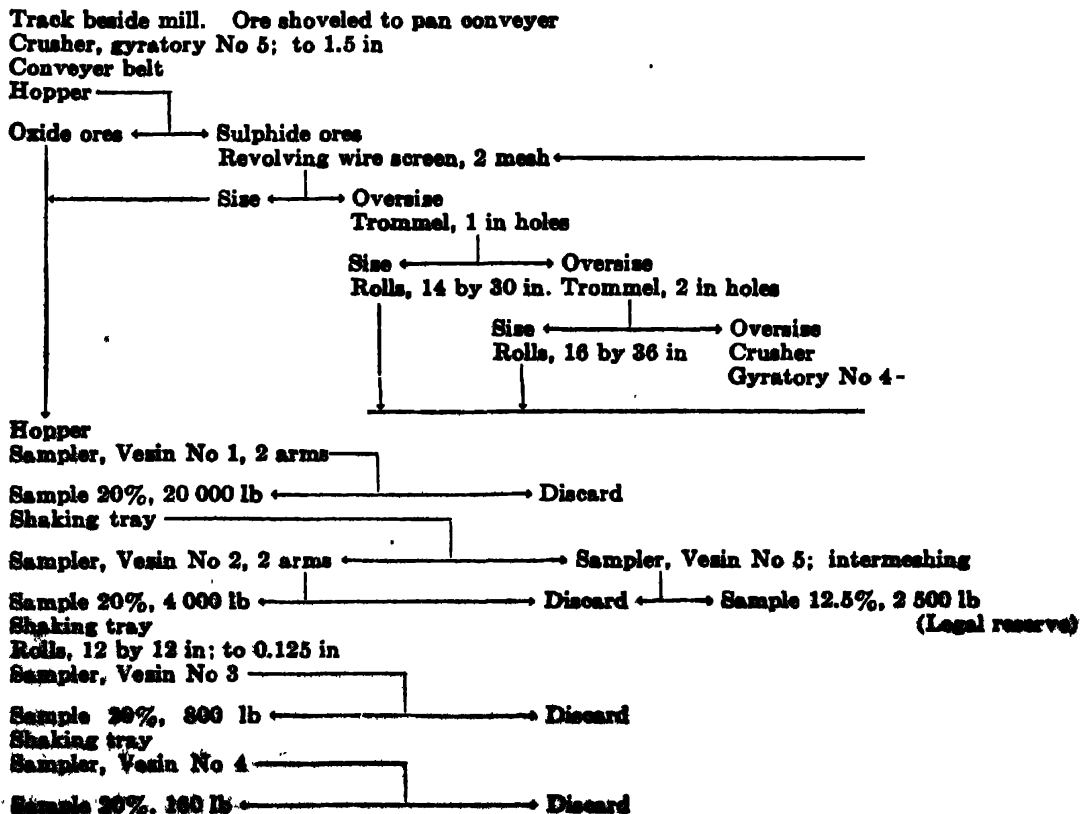 Track beside mill. Ore shoveled to pan conveyer
Crusher, gyratory No 5; to 1.5 in
Conveyer belt
Hopper
Oxide ores Sulphide ores
Revolving wire screen, 2 mesh
Size Oversize
Trommel, 1 in holes
Size Oversize
Rolls, 14 by 30 in. Trommel, 2 in holes
Size Oversize
Rolls, 16 by 36 in Crusher
Gyratory No 4-
Hopper
Sampler, Vezin No 1, 2 arms
Sample 20%, 20 000 lb Discard
Shaking tray
Sampler, Vezin No 2, 2 arms Sampler, Vezin No 5; intermeshing
Sample 20%, 4 000 lb Discard Sample 12.5%, 2 500 lb
Shaking tray (Legal reserve)
Rolls, 12 by 12 in; to 0.125 in
Sampler, Vezin No 3
Sample 20%, 800 lb Discard
Shaking tray
Sampler, Vezin No 4
Sample 20%, 160 lb Discard